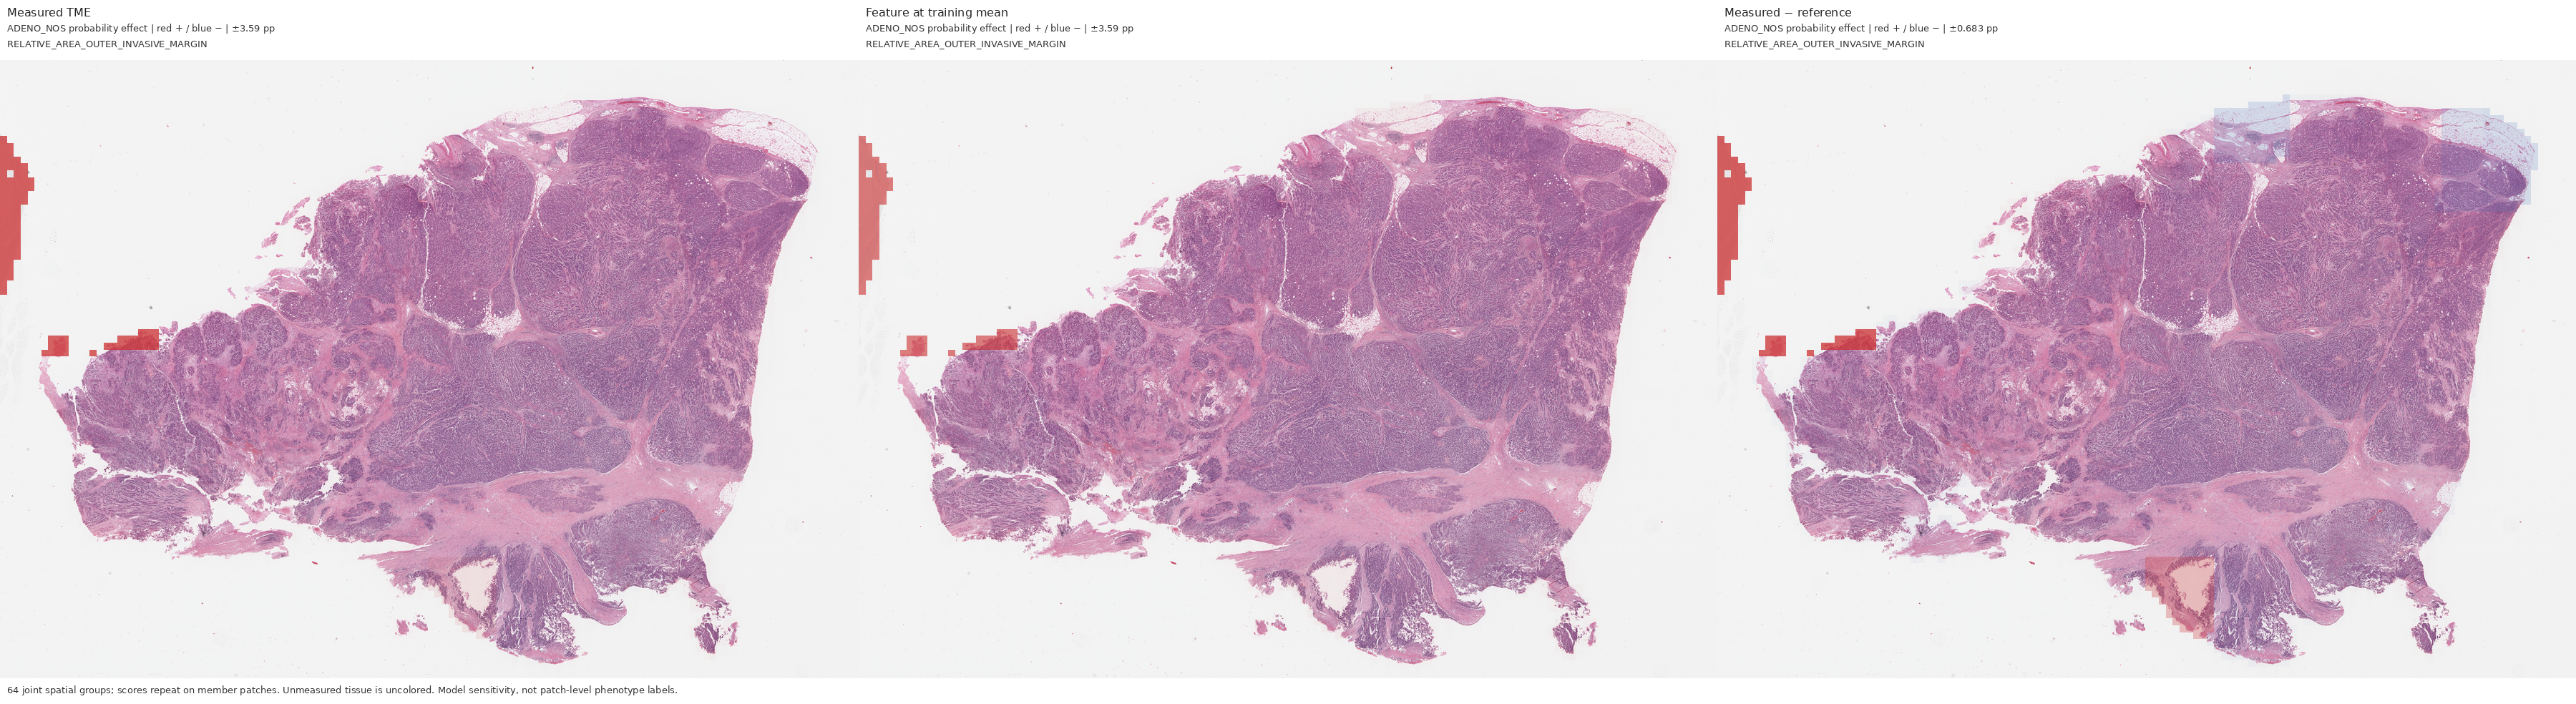 Measured TME
ADENO_NOS probability effect | red + / blue − | ±3.59 pp
RELATIVE_AREA_OUTER_INVASIVE_MARGIN
Feature at training mean
ADENO_NOS probability effect | red + / blue − | ±3.59 pp
RELATIVE_AREA_OUTER_INVASIVE_MARGIN
Measured − reference
ADENO_NOS probability effect | red + / blue − | ±0.683 pp
RELATIVE_AREA_OUTER_INVASIVE_MARGIN
64 joint spatial groups; scores repeat on member patches. Unmeasured tissue is uncolored. Model sensitivity, not patch-level phenotype labels.